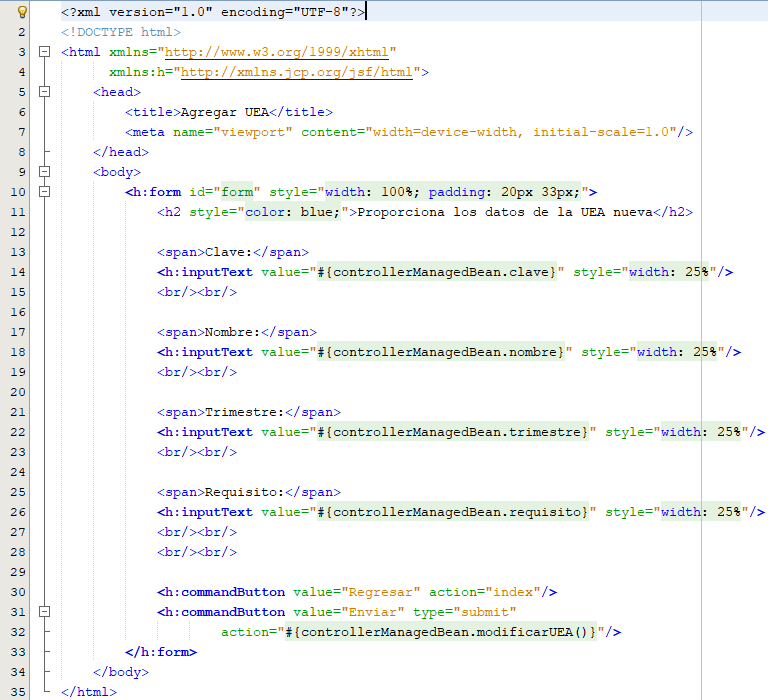 <?xml version="1.0" encoding="UTF-8"?>
2 <!DOCTYPE html>
3 <html xmlns="http://www.w3.org/1999/xhtml"
4 xmlns:h="http://xmlns.jcp.org/jsf/html">
5 <head>
6 <title>Agregar UEA</title>
7 <meta name="viewport" content="width=device-width, initial-scale=1.0"/>
8 </head>
9 <body>
10 <h:form id="form" style="width: 100%; padding: 20px 33px;">
11 <h2 style="color: blue;">Proporciona los datos de la UEA nueva</h2>
12
13 <span>Clave:</span>
14 <h:inputText value="#{controllerManagedBean.clave}" style="width: 25%"/>
15 <br/><br/>
16
17 <span>Nombre:</span>
18 <h:inputText value="#{controllerManagedBean.nombre}" style="width: 25%"/>
19 <br/><br/>
20
21 <span>Trimestre:</span>
22 <h:inputText value="#{controllerManagedBean.trimestre}" style="width: 25%"/>
23 <br/><br/>
24
25 <span>Requisito:</span>
26 <h:inputText value="#{controllerManagedBean.requisito}" style="width: 25%"/>
27 <br/><br/>
28 <br/><br/>
29
30 <h:commandButton value="Regresar" action="index"/>
31 <h:commandButton value="Enviar" type="submit"
32 action="#{controllerManagedBean.modificarUEA()}"/>
33 </h:form>
34 </body>
35 </html>